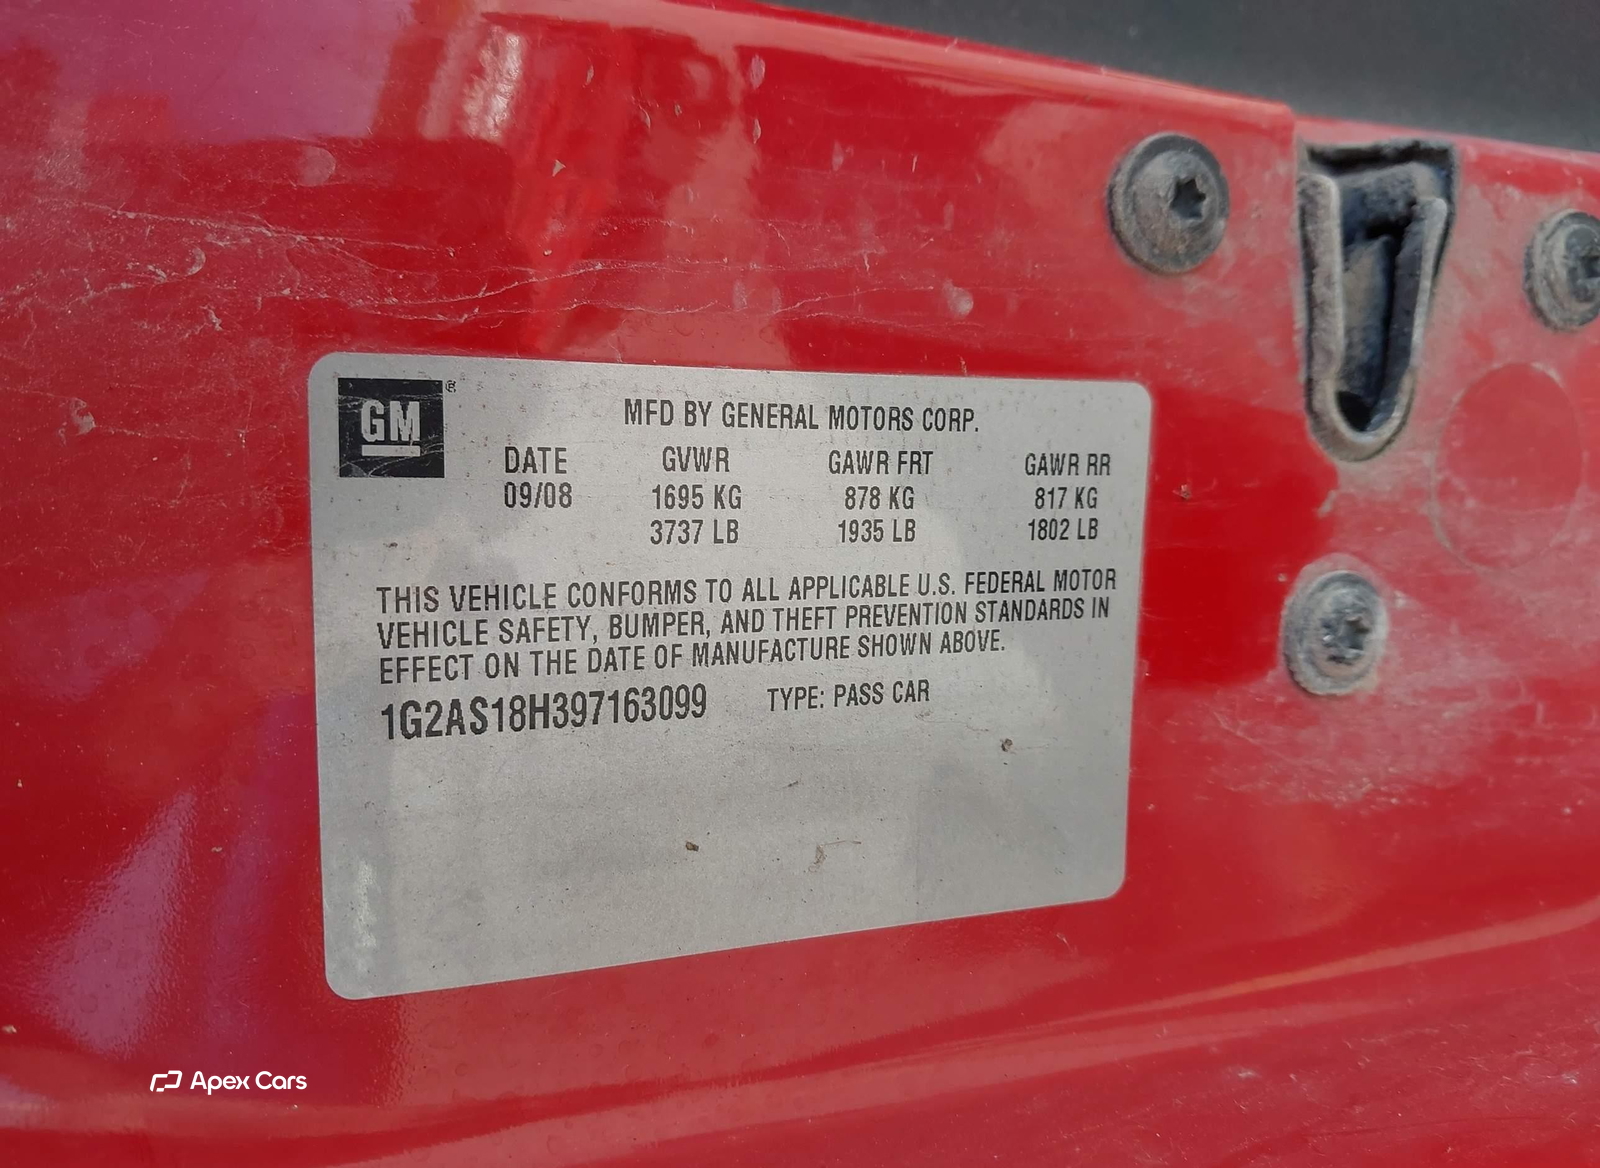 GM®
MFD BY GENERAL MOTORS CORP.
DATE GVWR GAWR FRT GAWR RR
09/08 1695 KG 878 KG 817 KG
3737 LB 1935 LB 1802 LB
THIS VEHICLE CONFORMS TO ALL APPLICABLE U.S. FEDERAL MOTOR
VEHICLE SAFETY, BUMPER, AND THEFT PREVENTION STANDARDS IN
EFFECT ON THE DATE OF MANUFACTURE SHOWN ABOVE.
1G2AS18H397163099 TYPE: PASS CAR
Apex Cars